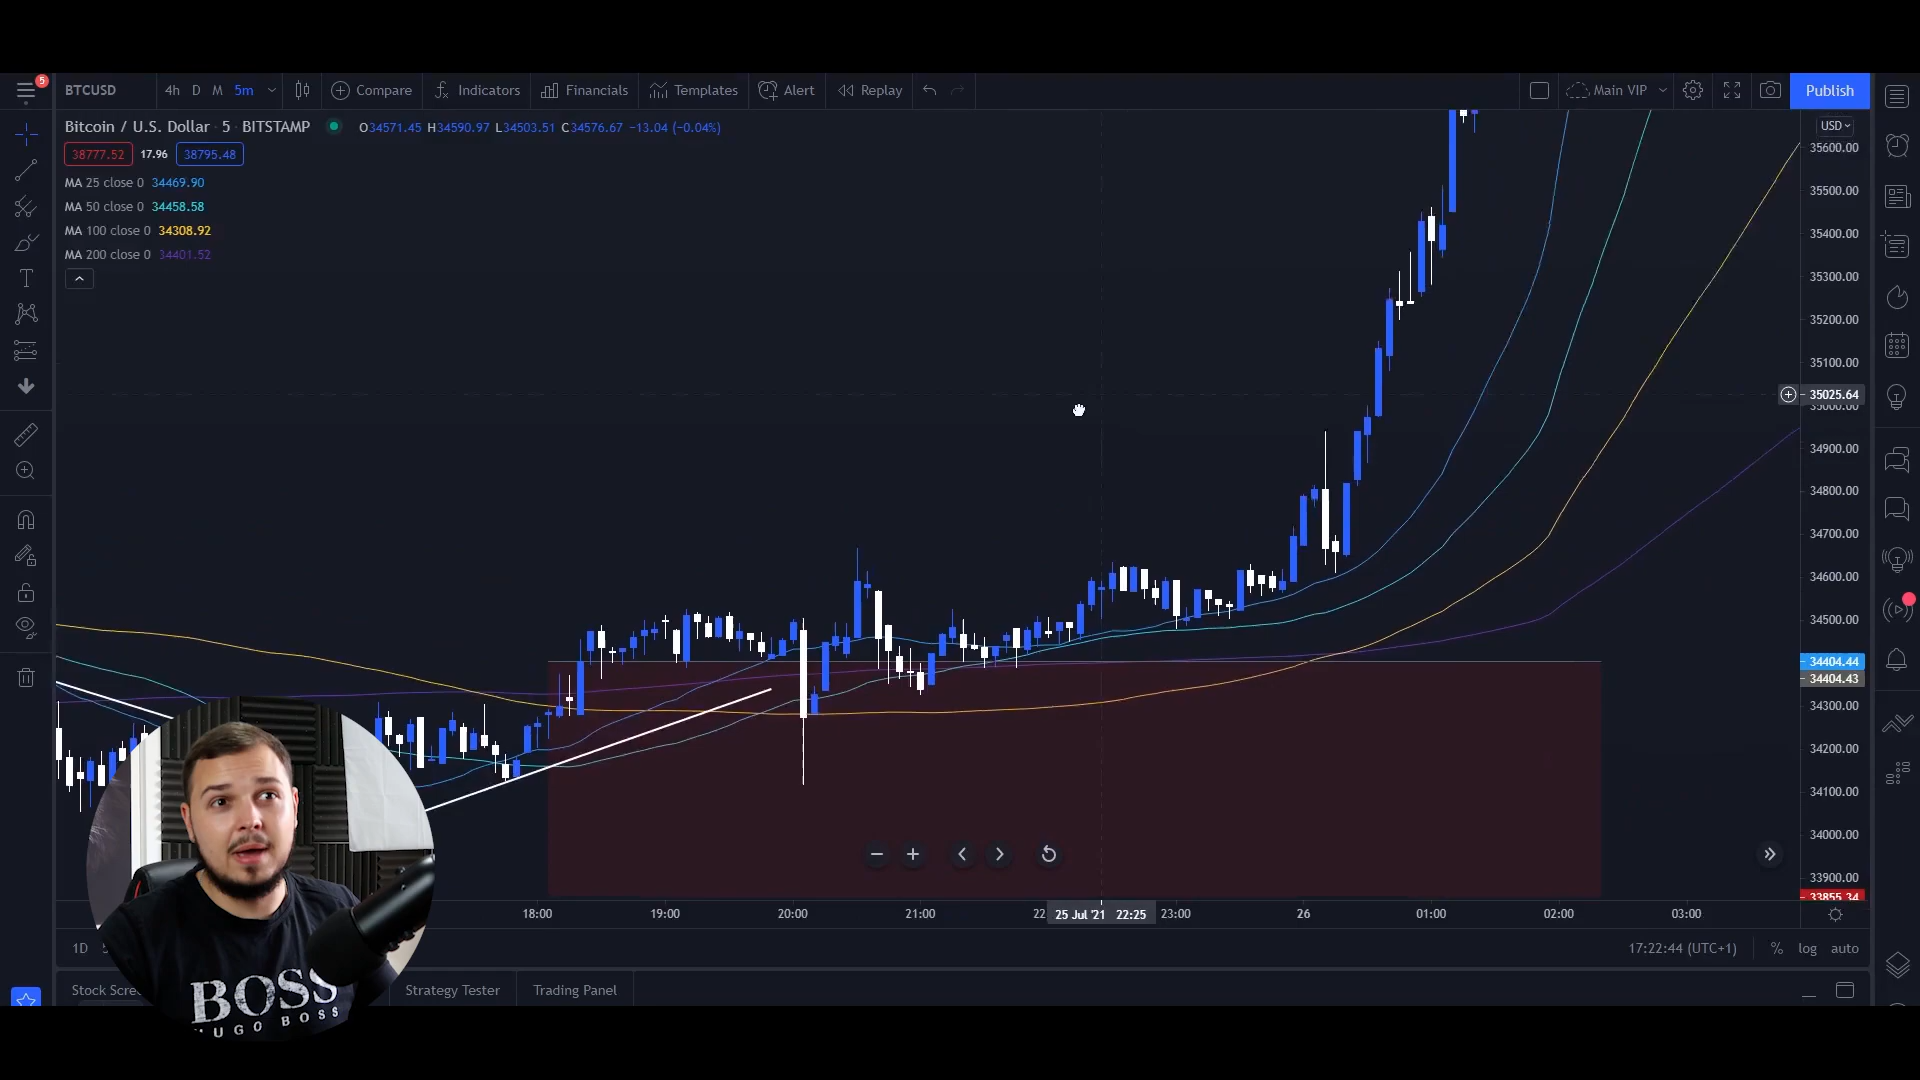 5
BTCUSD 4h D M 5m Compare Indicators Financials Templates Alert Replay Main VIP Publish
Bitcoin / U.S. Dollar · 5 · BITSTAMP O34571.45 H34590.97 L34503.51 C34576.67 −13.04 (−0.04%)
USD
38777.52 17.96 38795.48
MA 25 close 0 34469.90
MA 50 close 0 34458.58
MA 100 close 0 34308.92
MA 200 close 0 34401.52
35600.00
35500.00
35400.00
35300.00
35200.00
35100.00
35025.64
35000.00
34900.00
34800.00
34700.00
34600.00
34500.00
34404.44
34404.43
34300.00
34200.00
34100.00
34000.00
33900.00
33855.34
18:00 19:00 20:00 21:00 22 25 Jul '21 22:25 23:00 26 01:00 02:00 03:00
1D 17:22:44 (UTC+1) % log auto
Stock Scre Strategy Tester Trading Panel
BOSS
HUGO BOSS